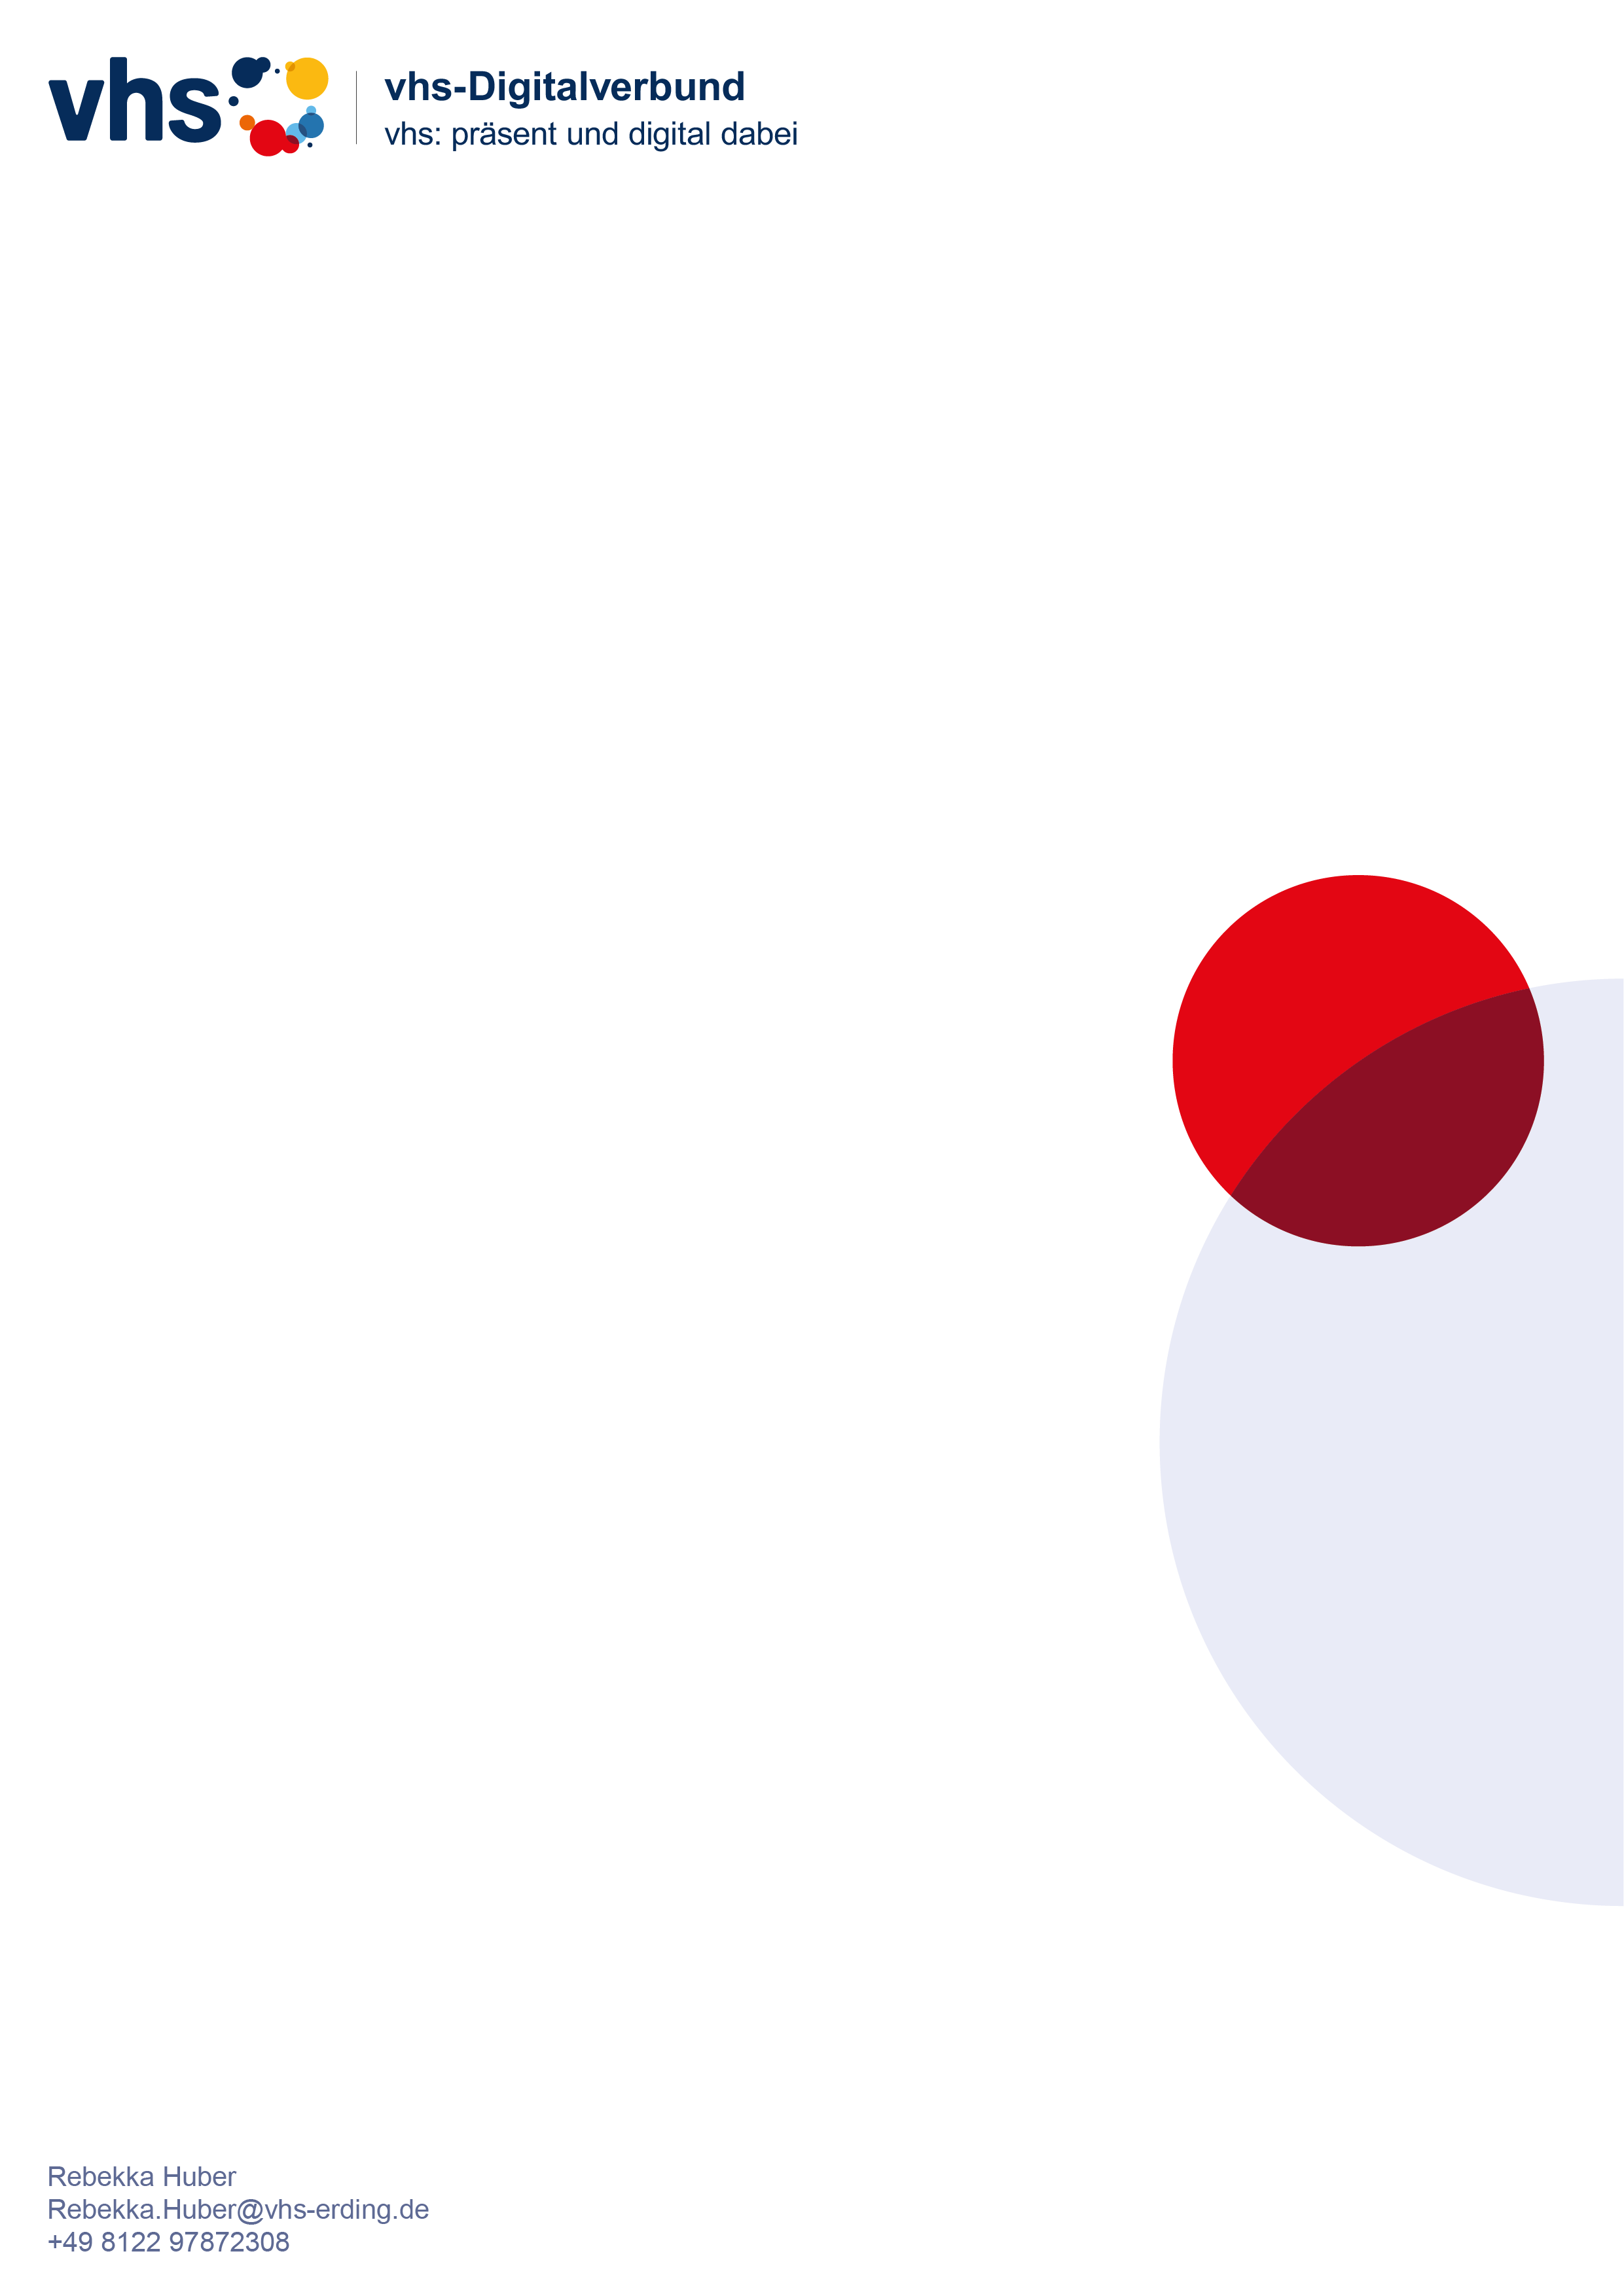 vhs
vhs-Digitalverbund
vhs: präsent und digital dabei
Rebekka Huber
Rebekka.Huber@vhs-erding.de
+49 8122 97872308